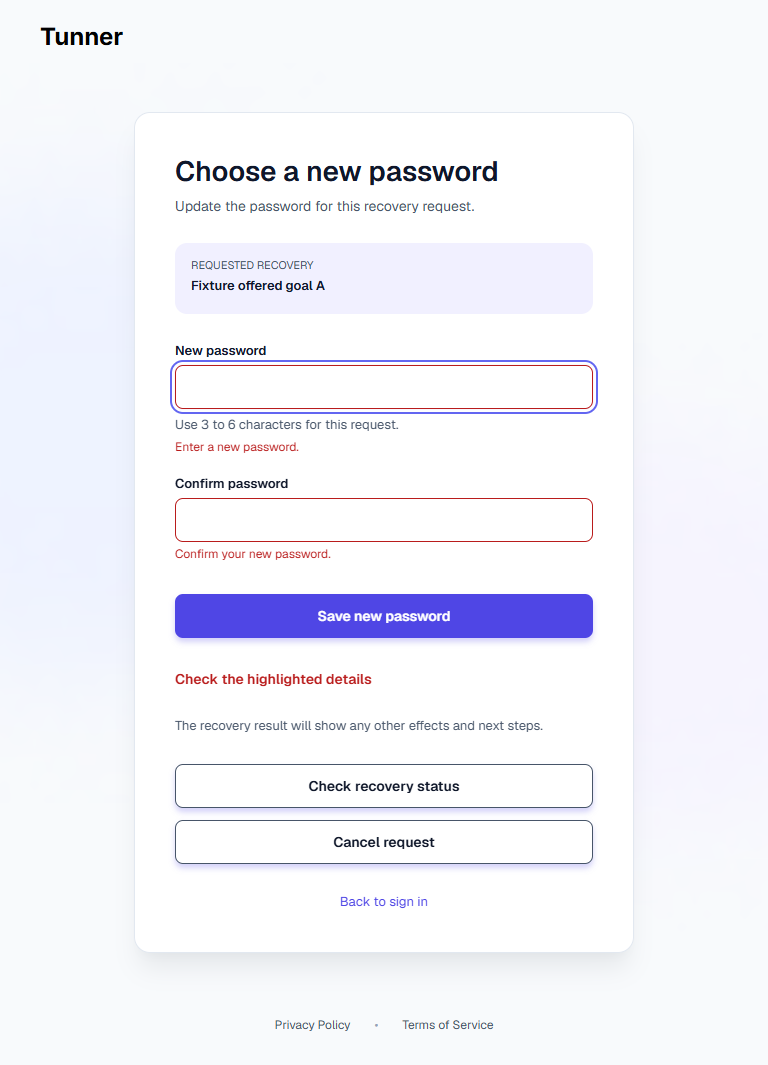 Tunner
Choose a new password
Update the password for this recovery request.
REQUESTED RECOVERY
Fixture offered goal A
New password
Use 3 to 6 characters for this request.
Enter a new password.
Confirm password
Confirm your new password.
Save new password
Check the highlighted details
The recovery result will show any other effects and next steps.
Check recovery status
Cancel request
Back to sign in
Privacy Policy • Terms of Service